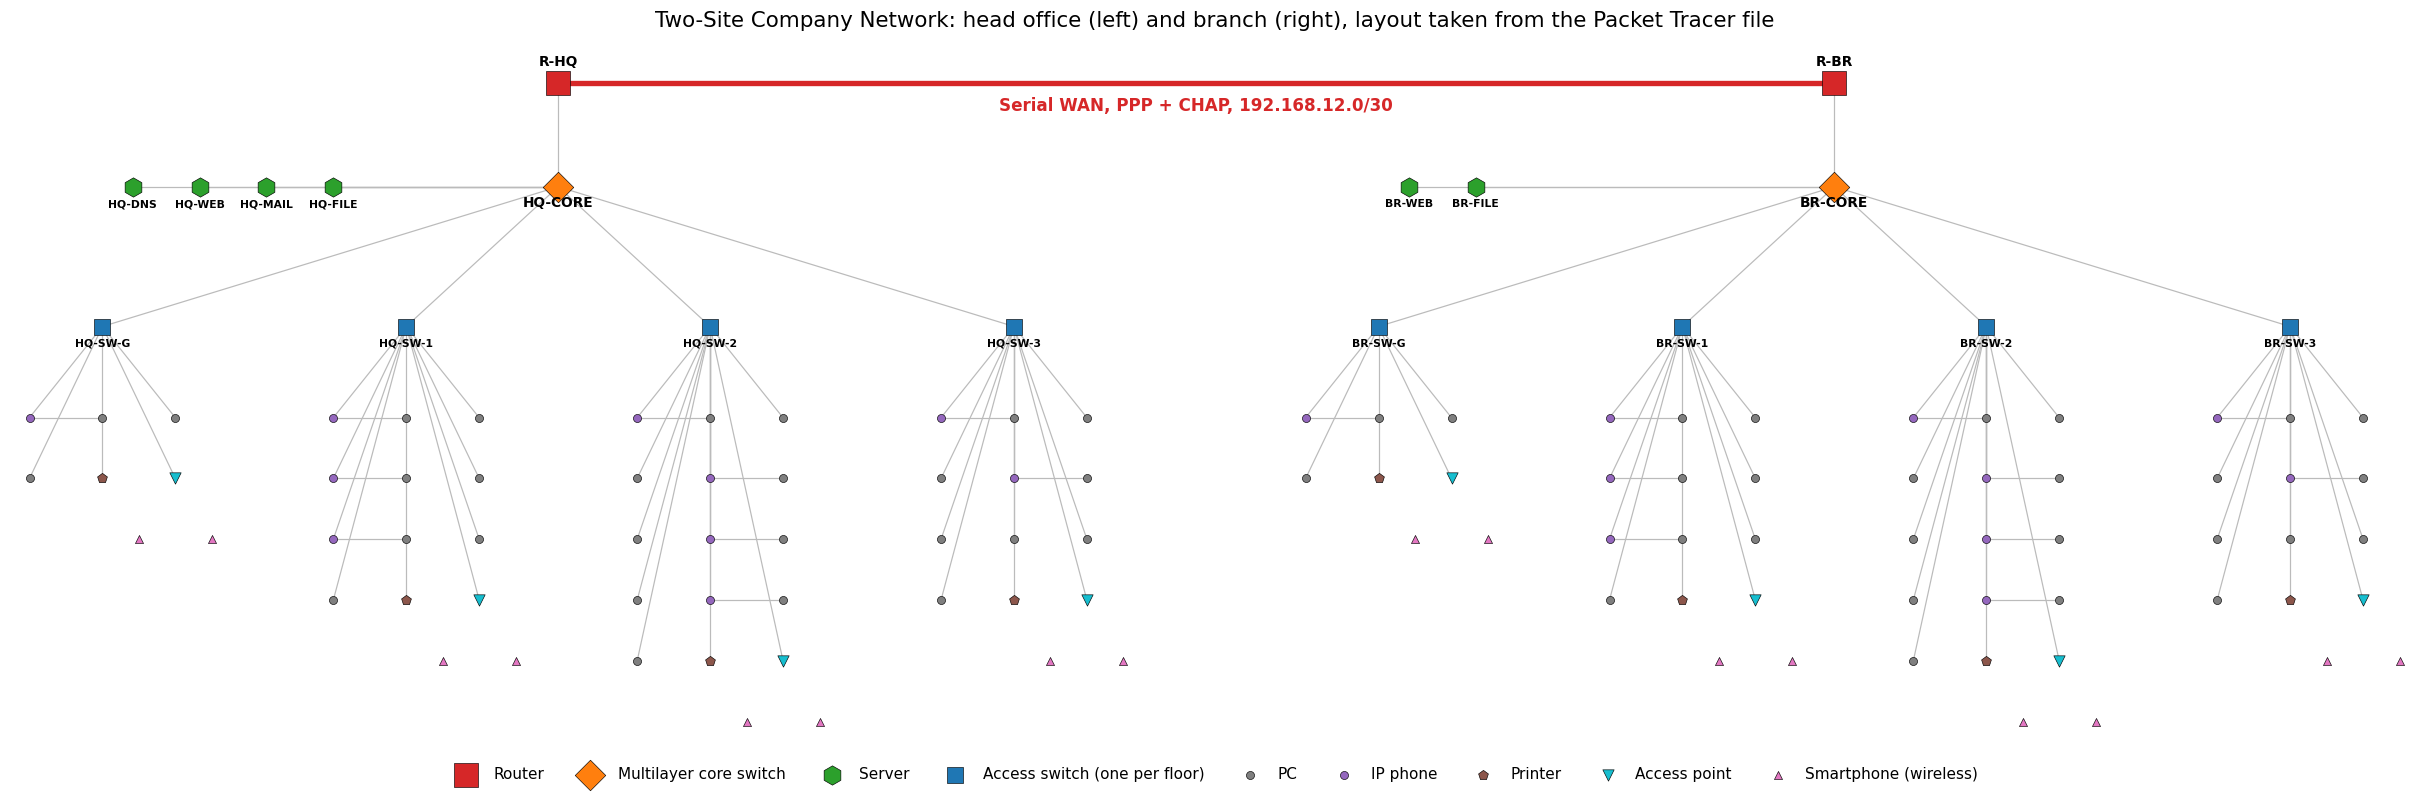 Two-Site Company Network: head office (left) and branch (right), layout taken from the Packet Tracer file
R-HQ
R-BR
Serial WAN, PPP + CHAP, 192.168.12.0/30
HQ-DNS
HQ-WEB
HQ-MAIL
HQ-FILE
HQ-CORE
BR-WEB
BR-FILE
BR-CORE
HQ-SW-G
HQ-SW-1
HQ-SW-2
HQ-SW-3
BR-SW-G
BR-SW-1
BR-SW-2
BR-SW-3
Router
Multilayer core switch
Server
Access switch (one per floor)
PC
IP phone
Printer
Access point
Smartphone (wireless)